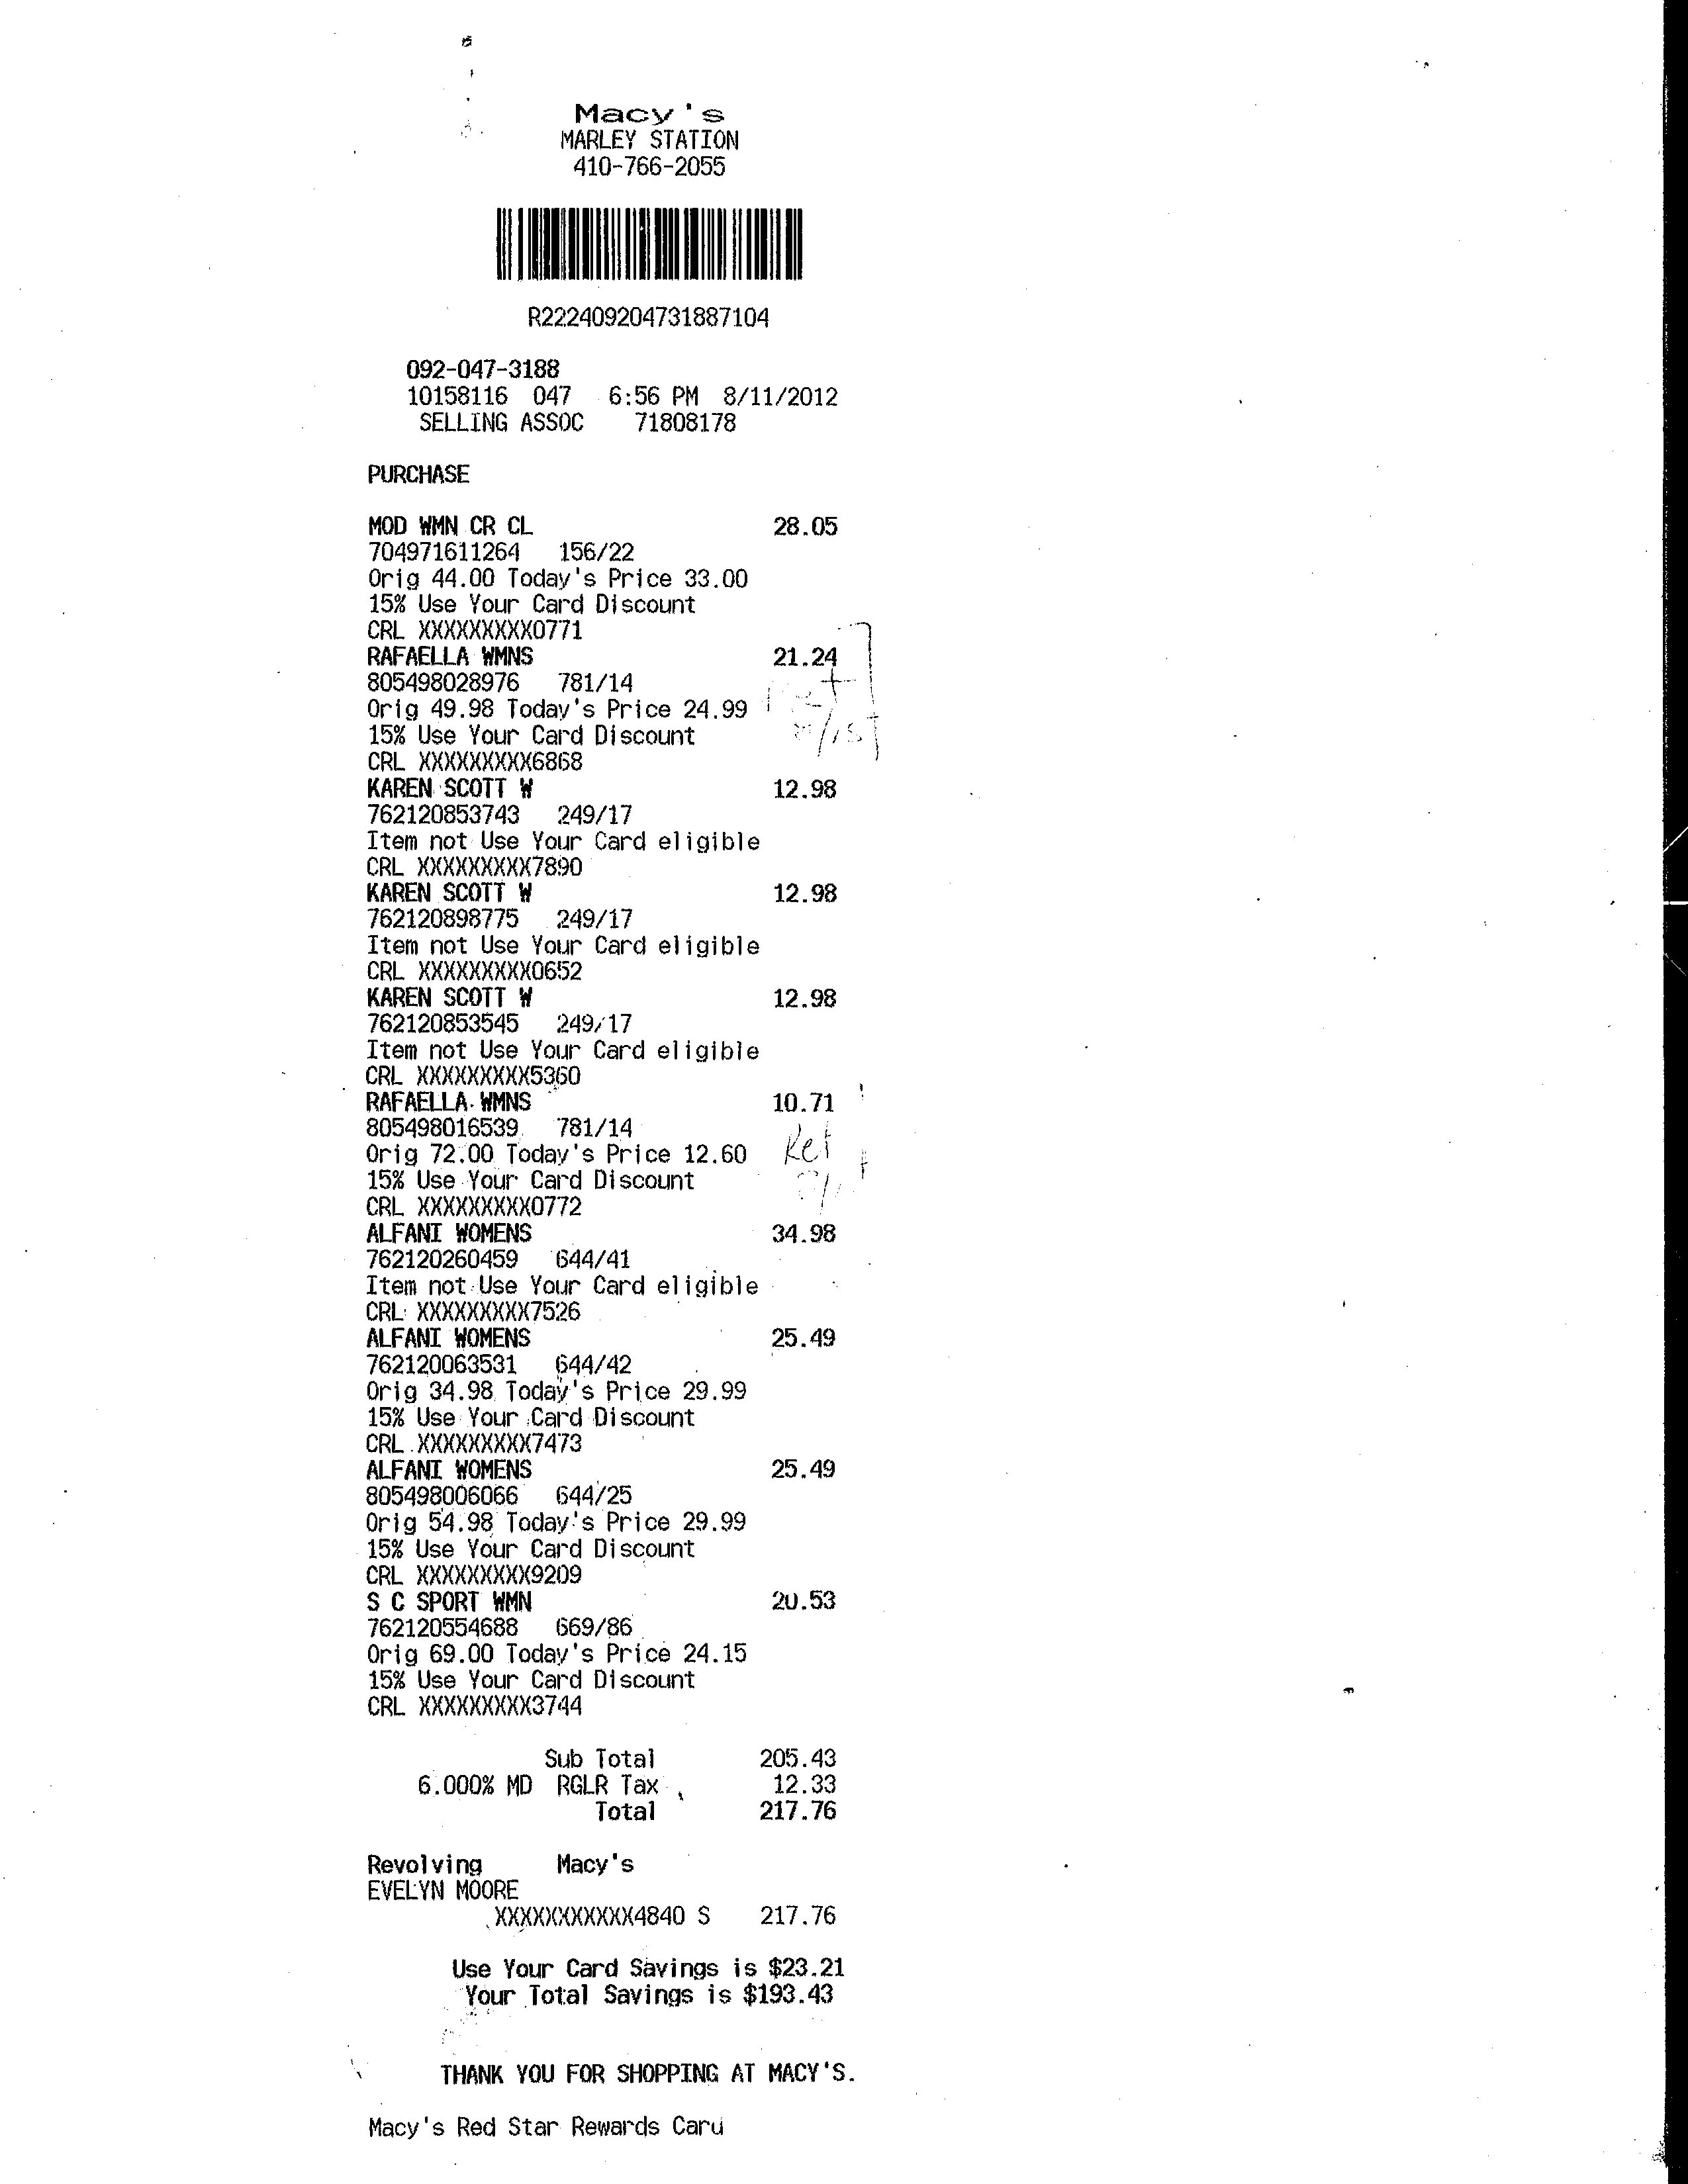 Macy's
MARLEY STATION
410-766-2055
R222409204731887104
092-047-3188
10158116 047 6:56 PM 8/11/2012
SELLING ASSOC 71808178
PURCHASE
MOD WMN CR CL 28.05
704971611264 156/22
Orig 44.00 Today's Price 33.00
15% Use Your Card Discount
CRL XXXXXXXXX0771
RAFAELLA WMNS 21.24
805498028976 781/14
Orig 49.98 Today's Price 24.99
15% Use Your Card Discount
CRL XXXXXXXXX6868
KAREN SCOTT W 12.98
762120853743 249/17
Item not Use Your Card eligible
CRL XXXXXXXXX7890
KAREN SCOTT W 12.98
762120898775 249/17
Item not Use Your Card eligible
CRL XXXXXXXXX0652
KAREN SCOTT W 12.98
762120853545 249/17
Item not Use Your Card eligible
CRL XXXXXXXXX5360
RAFAELLA WMNS 10.71
805498016539 781/14
Orig 72.00 Today's Price 12.60 Ret
15% Use Your Card Discount
CRL XXXXXXXXX0772
ALFANI WOMENS 34.98
762120260459 644/41
Item not Use Your Card eligible
CRL XXXXXXXXX7526
ALFANI WOMENS 25.49
762120063531 644/42
Orig 34.98 Today's Price 29.99
15% Use Your Card Discount
CRL XXXXXXXXX7473
ALFANI WOMENS 25.49
805498006066 644/25
Orig 54.98 Today's Price 29.99
15% Use Your Card Discount
CRL XXXXXXXXX9209
S C SPORT WMN 20.53
762120554688 669/86
Orig 69.00 Today's Price 24.15
15% Use Your Card Discount
CRL XXXXXXXXX3744
Sub Total 205.43
6.000% MD RGLR Tax 12.33
Total 217.76
Revolving Macy's
EVELYN MOORE
XXXXXXXXXXX4840 S 217.76
Use Your Card Savings is $23.21
Your Total Savings is $193.43
THANK YOU FOR SHOPPING AT MACY'S.
Macy's Red Star Rewards Card